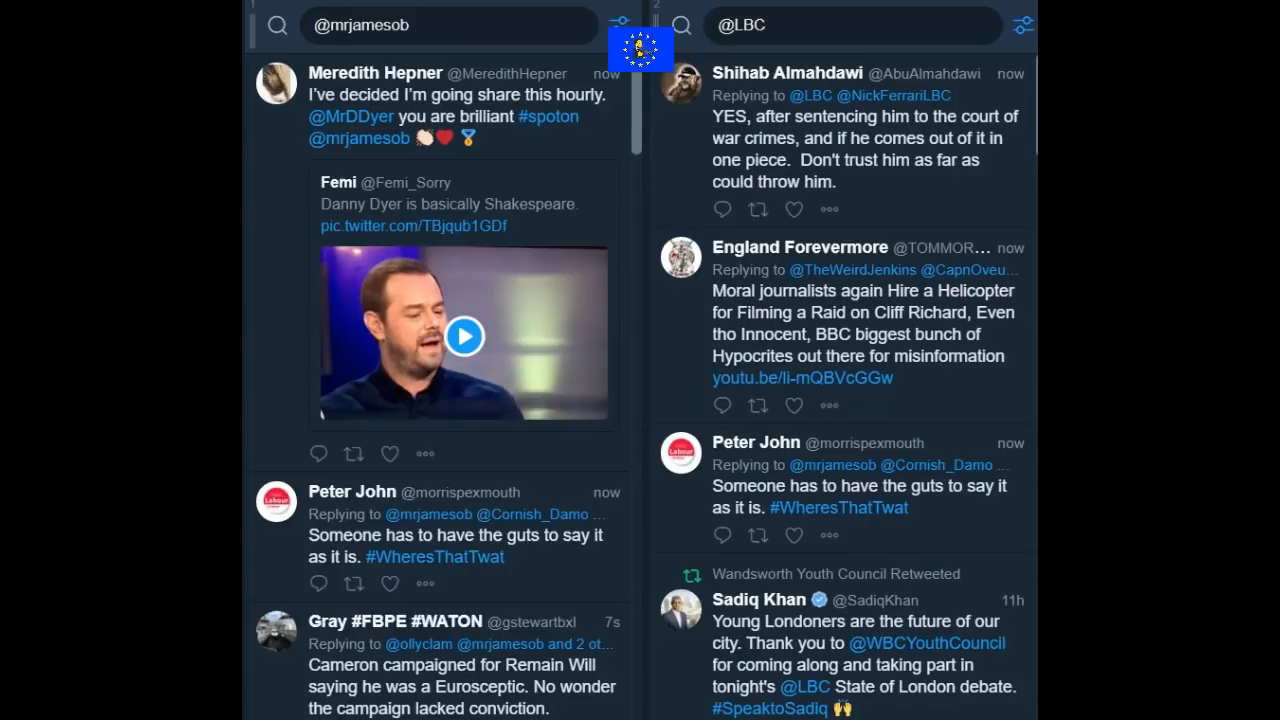 1
@mrjamesob
Meredith Hepner @MeredithHepner now
I've decided I'm going share this hourly.
@MrDDyer you are brilliant #spoton
@mrjamesob 👏🏻❤️ 🏅
Femi @Femi_Sorry
Danny Dyer is basically Shakespeare.
pic.twitter.com/TBjqub1GDf
Peter John @morrispexmouth now
Replying to @mrjamesob @Cornish_Damo ...
Someone has to have the guts to say it
as it is. #WheresThatTwat
Gray #FBPE #WATON @gstewartbxl 7s
Replying to @ollyclam @mrjamesob and 2 ot...
Cameron campaigned for Remain Will
saying he was a Eurosceptic. No wonder
the campaign lacked conviction.
2
@LBC
Shihab Almahdawi @AbuAlmahdawi now
Replying to @LBC @NickFerrariLBC
YES, after sentencing him to the court of
war crimes, and if he comes out of it in
one piece. Don't trust him as far as
could throw him.
England Forevermore @TOMMOR... now
Replying to @TheWeirdJenkins @CapnOveu...
Moral journalists again Hire a Helicopter
for Filming a Raid on Cliff Richard, Even
tho Innocent, BBC biggest bunch of
Hypocrites out there for misinformation
youtu.be/li-mQBVcGGw
Peter John @morrispexmouth now
Replying to @mrjamesob @Cornish_Damo ...
Someone has to have the guts to say it
as it is. #WheresThatTwat
Wandsworth Youth Council Retweeted
Sadiq Khan @SadiqKhan 11h
Young Londoners are the future of our
city. Thank you to @WBCYouthCouncil
for coming along and taking part in
tonight's @LBC State of London debate.
#SpeaktoSadiq 🙌
Labour
Labour